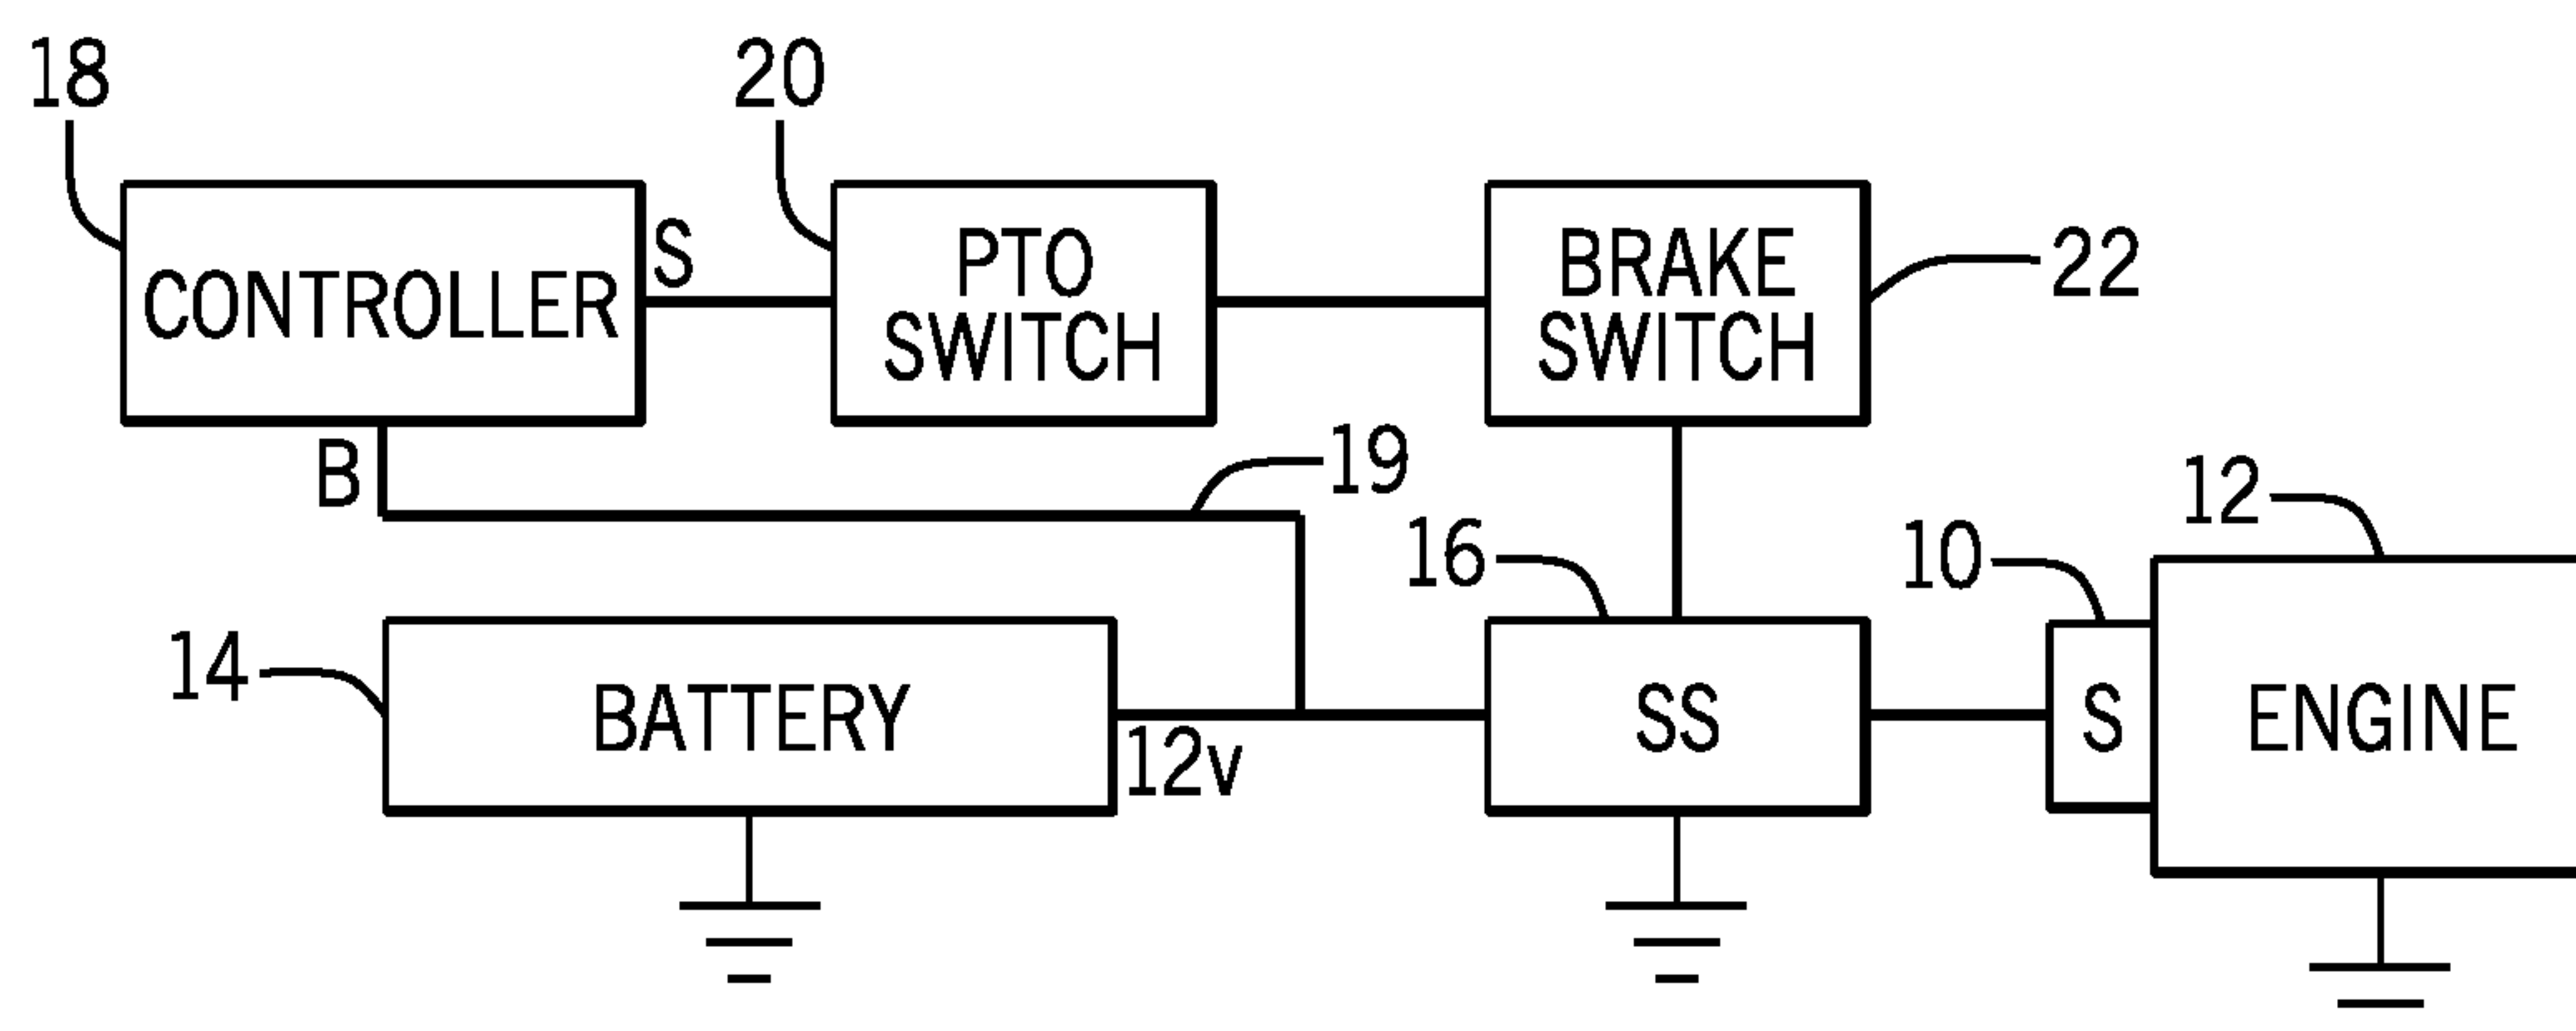 18
20
CONTROLLER
S
PTO
SWITCH
BRAKE
SWITCH
22
B
19
16
10
12
14
BATTERY
12v
SS
S
ENGINE